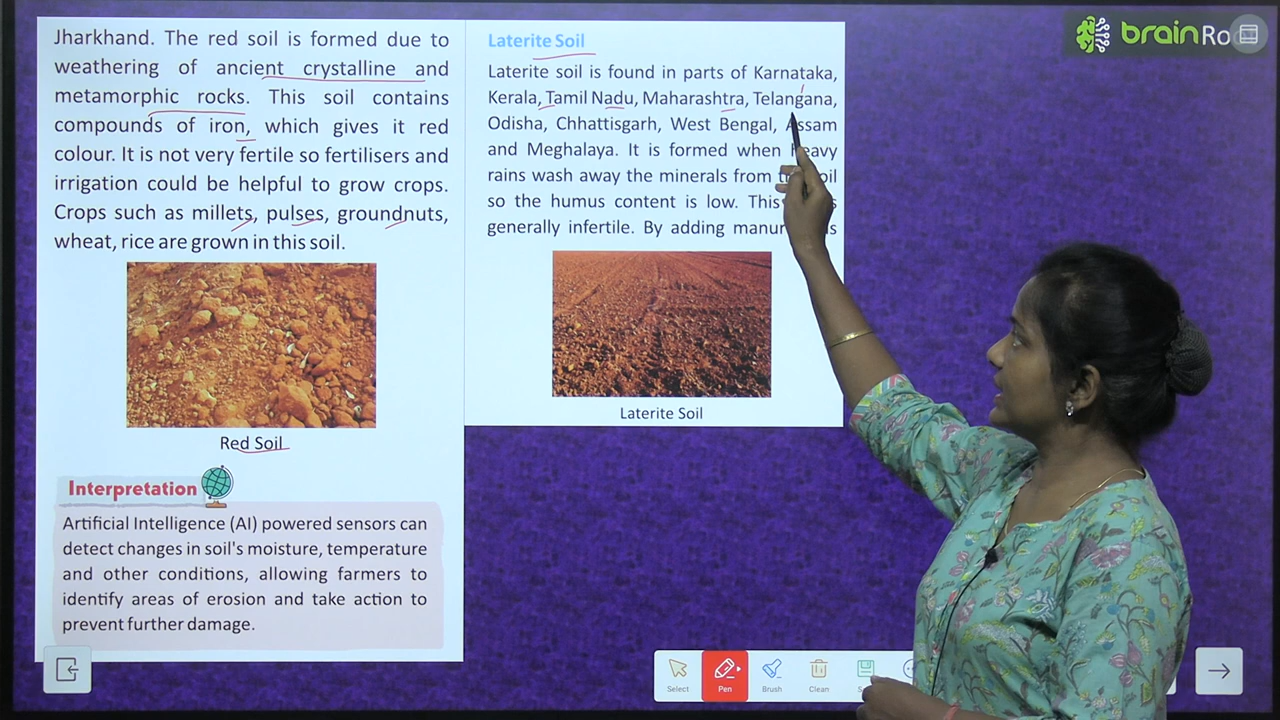 Jharkhand. The red soil is formed due to
weathering of ancient crystalline and
metamorphic rocks. This soil contains
compounds of iron, which gives it red
colour. It is not very fertile so fertilisers and
irrigation could be helpful to grow crops.
Crops such as millets, pulses, groundnuts,
wheat, rice are grown in this soil.
Red Soil
Interpretation
Artificial Intelligence (AI) powered sensors can
detect changes in soil's moisture, temperature
and other conditions, allowing farmers to
identify areas of erosion and take action to
prevent further damage.
Laterite Soil
Laterite soil is found in parts of Karnataka,
Kerala, Tamil Nadu, Maharashtra, Telangana,
Odisha, Chhattisgarh, West Bengal, Assam
and Meghalaya. It is formed when heavy
rains wash away the minerals from
so the humus content is low. This
generally infertile. By adding
Laterite Soil
brain
Select
Pen
Brush
Clean